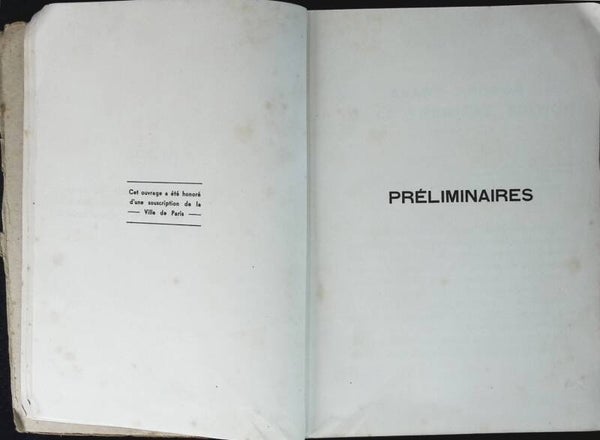 Cet ouvrage a été honoré
d'une souscription de la
— Ville de Paris —
PRÉLIMINAIRES